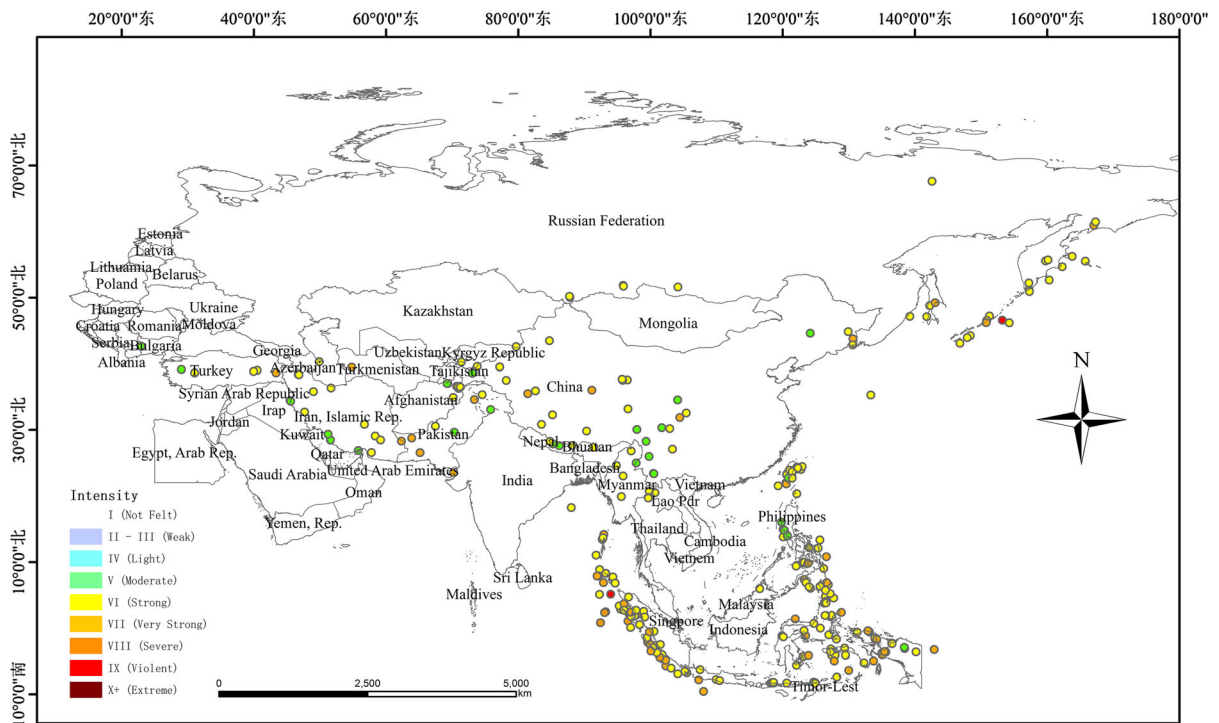 20°0'0"东 40°0'0"东 60°0'0"东 80°0'0"东 100°0'0"东 120°0'0"东 140°0'0"东 160°0'0"东 180°0'0"
70°0'0"北
50°0'0"北
30°0'0"北
10°0'0"北
10°0'0"南
Russian Federation
Estonia
Latvia
Lithuania
Poland
Belarus
Hungary
Ukraine
Croatia
Romania
Moldova
Serbia
Bulgaria
Albania
Kazakhstan
Mongolia
Georgia
Uzbekistan
Kyrgyz Republic
Turkey
Azerbaijan
Turkmenistan
Tajikistan
China
Syrian Arab Republic
Afghanistan
Irap
Iran, Islamic Rep.
Jordan
Kuwait
Pakistan
Nepal
Bhutan
Egypt, Arab Rep.
Qatar
United Arab Emirates
Bangladesh
Saudi Arabia
India
Myanmar
Vietnam
Oman
Lao Pdr
Yemen, Rep.
Thailand
Philippines
Cambodia
Vietnem
Sri Lanka
Maldives
Malaysia
Singpore
Indonesia
Timor-Lest
N
Intensity
I (Not Felt)
II - III (Weak)
IV (Light)
V (Moderate)
VI (Strong)
VII (Very Strong)
VIII (Severe)
IX (Violent)
X+ (Extreme)
0 2,500 5,000
km